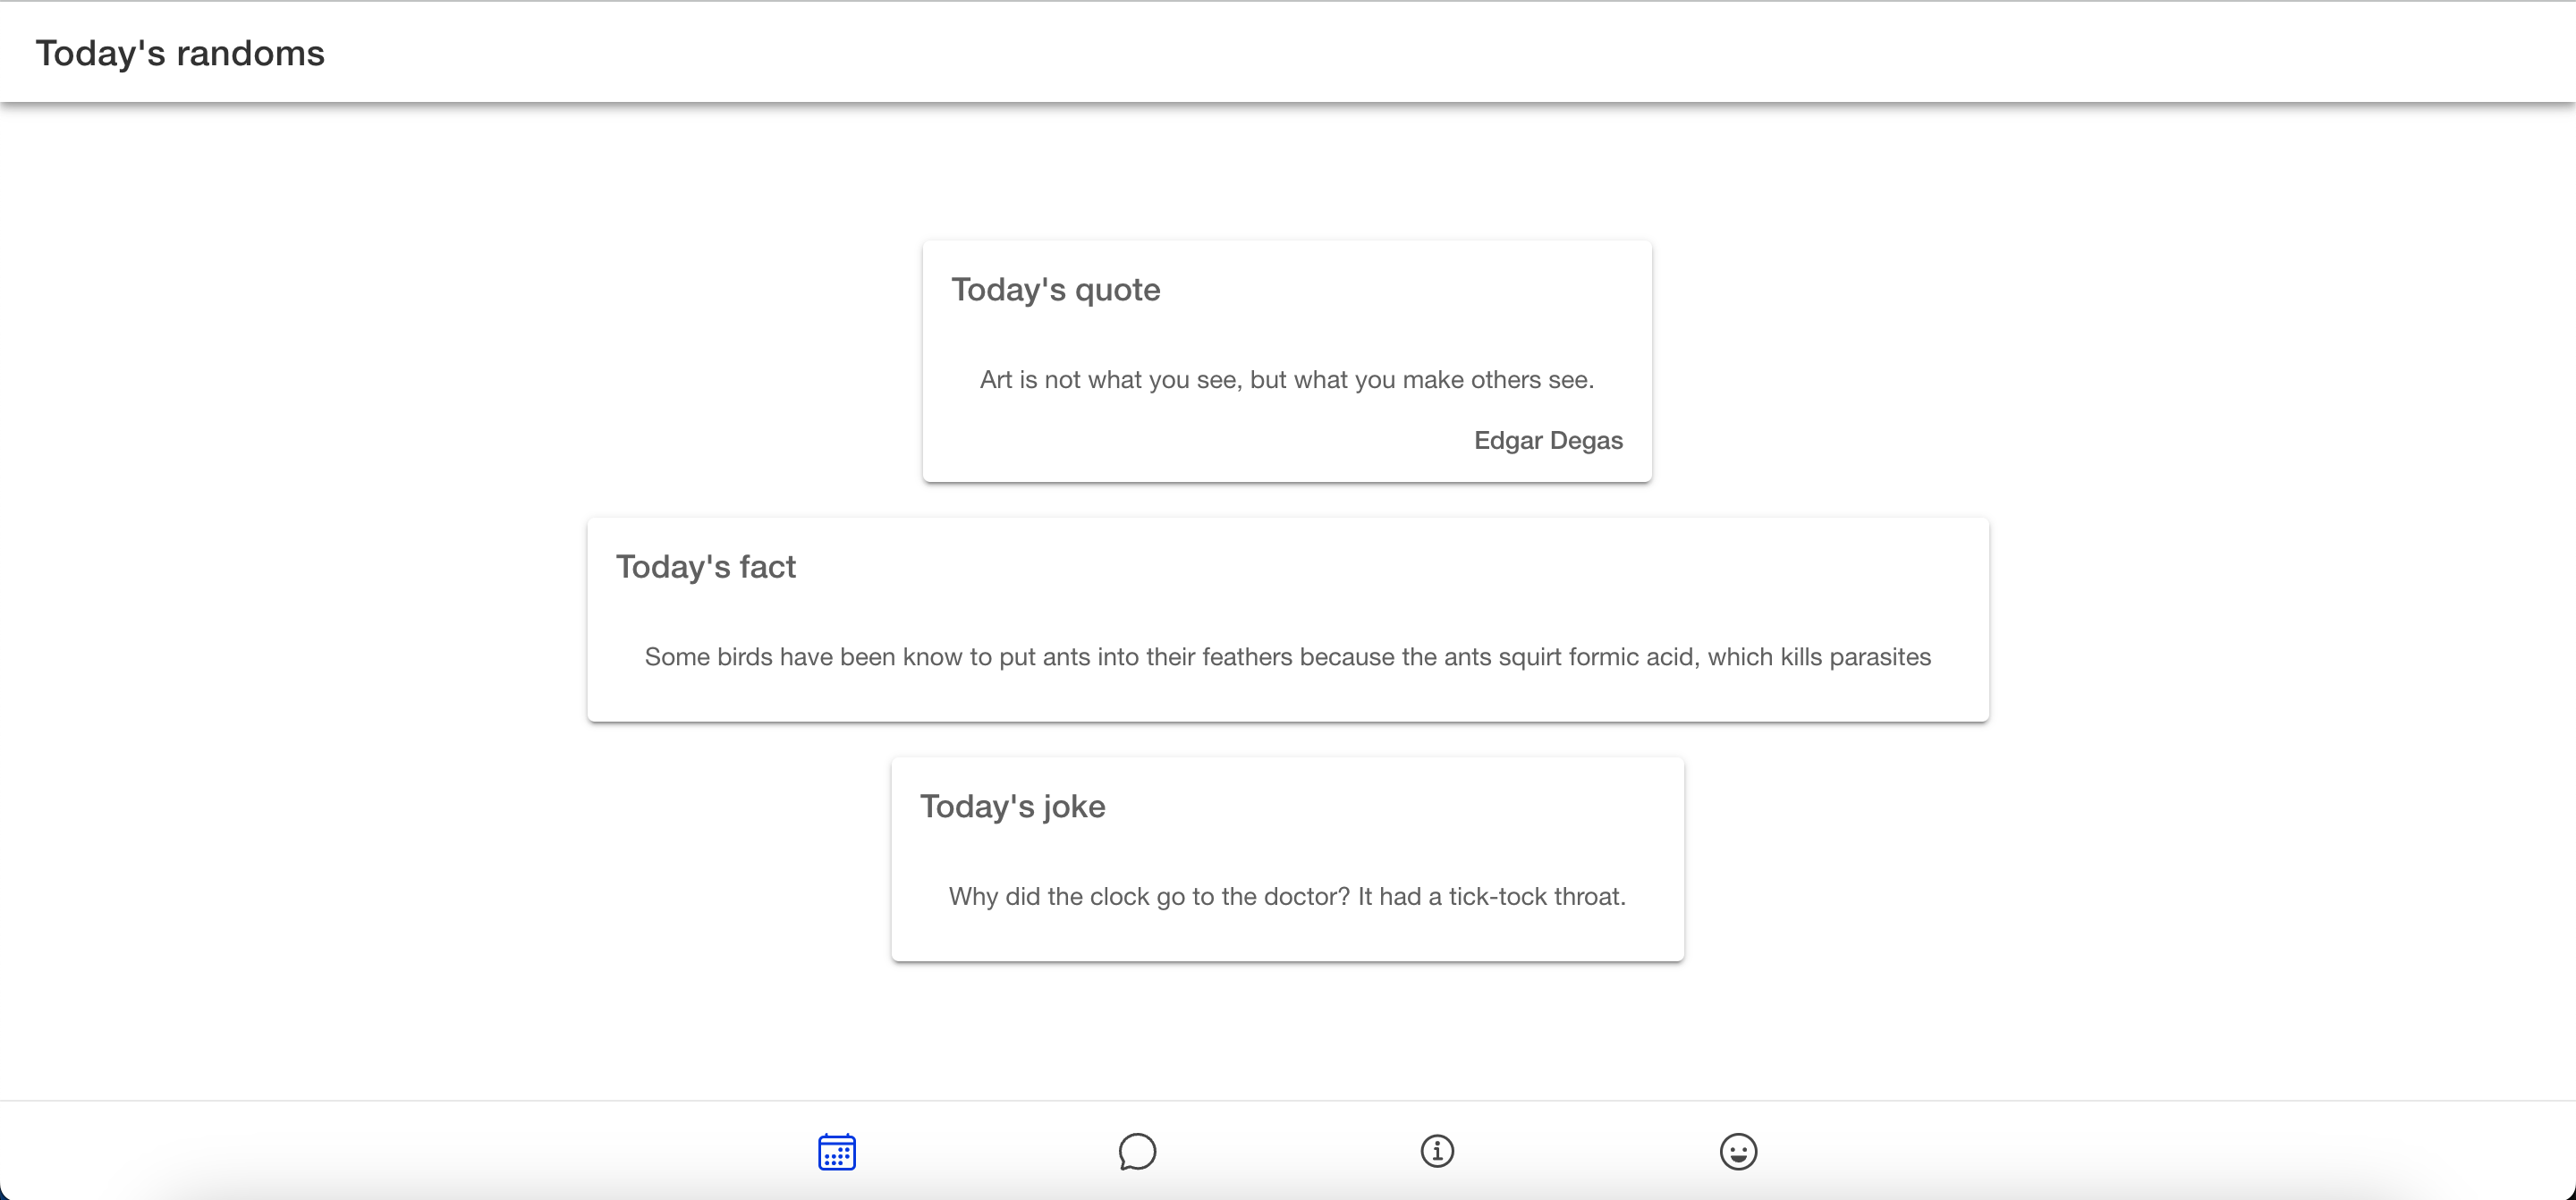 Today's randoms
Today's quote
Art is not what you see, but what you make others see.
Edgar Degas
Today's fact
Some birds have been know to put ants into their feathers because the ants squirt formic acid, which kills parasites
Today's joke
Why did the clock go to the doctor? It had a tick-tock throat.